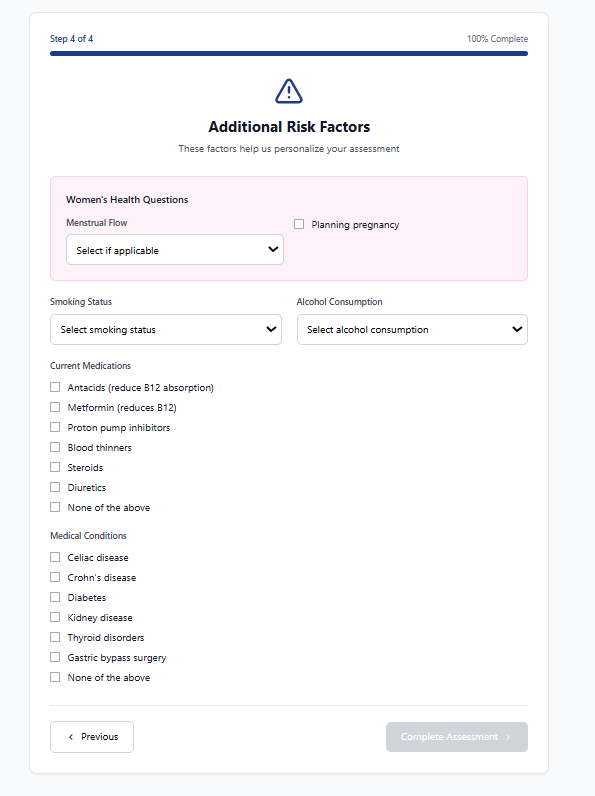 Step 4 of 4
100% Complete
Additional Risk Factors
These factors help us personalize your assessment
Women's Health Questions
Menstrual Flow
Select if applicable
Planning pregnancy
Smoking Status
Select smoking status
Alcohol Consumption
Select alcohol consumption
Current Medications
Antacids (reduce B12 absorption)
Metformin (reduces B12)
Proton pump inhibitors
Blood thinners
Steroids
Diuretics
None of the above
Medical Conditions
Celiac disease
Crohn's disease
Diabetes
Kidney disease
Thyroid disorders
Gastric bypass surgery
None of the above
Previous
Complete Assessment